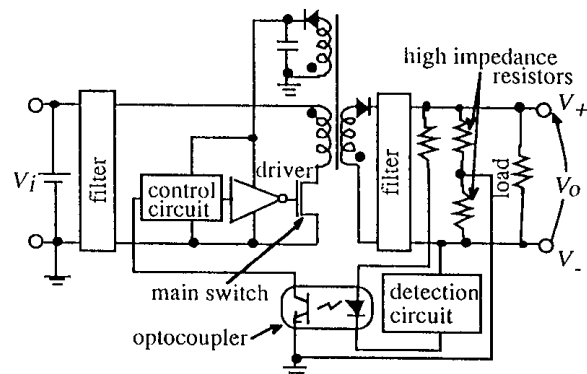 high impedance
resistors
V+
driver
Vi
filter
control
circuit
filter
load
Vo
V-
main switch
detection
circuit
optocoupler